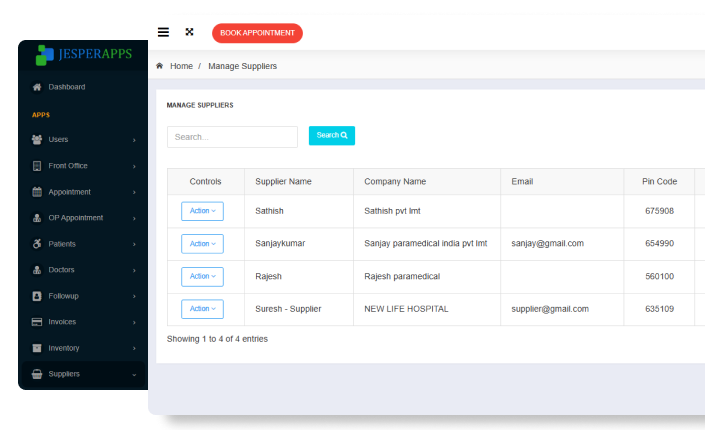 BOOK APPOINTMENT
JESPERAPPS
Home / Manage Suppliers
Dashboard
APPS
Users
Front Office
Appointment
OP Appointment
Patients
Doctors
Followup
Invoices
Inventory
Suppliers
MANAGE SUPPLIERS
Search... Search
Controls Supplier Name Company Name Email Pin Code
Action Sathish Sathish pvt lmt 675908
Action Sanjaykumar Sanjay paramedical india pvt lmt sanjay@gmail.com 654990
Action Rajesh Rajesh paramedical 560100
Action Suresh - Supplier NEW LIFE HOSPITAL supplier@gmail.com 635109
Showing 1 to 4 of 4 entries